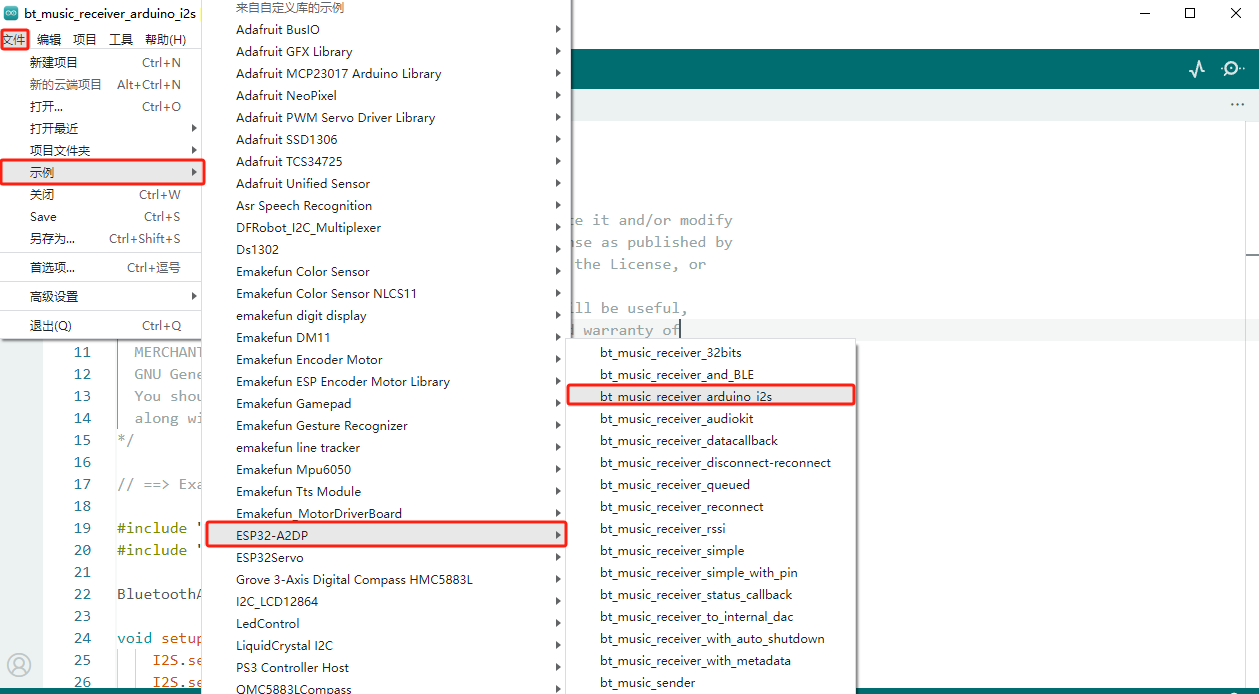 bt_music_receiver_arduino_i2s
文件 编辑 项目 工具 帮助(H)
新建项目 Ctrl+N
新的云端项目 Alt+Ctrl+N
打开... Ctrl+O
打开最近
项目文件夹
示例
关闭 Ctrl+W
Save Ctrl+S
另存为... Ctrl+Shift+S
首选项... Ctrl+逗号
高级设置
退出(Q) Ctrl+Q
来自自定义库的示例
Adafruit BusIO
Adafruit GFX Library
Adafruit MCP23017 Arduino Library
Adafruit NeoPixel
Adafruit PWM Servo Driver Library
Adafruit SSD1306
Adafruit TCS34725
Adafruit Unified Sensor
Asr Speech Recognition
DFRobot_I2C_Multiplexer
Ds1302
Emakefun Color Sensor
Emakefun Color Sensor NLCS11
emakefun digit display
Emakefun DM11
Emakefun Encoder Motor
Emakefun ESP Encoder Motor Library
Emakefun Gamepad
Emakefun Gesture Recognizer
emakefun line tracker
Emakefun Mpu6050
Emakefun Tts Module
Emakefun_MotorDriverBoard
ESP32-A2DP
ESP32Servo
Grove 3-Axis Digital Compass HMC5883L
I2C_LCD12864
LedControl
LiquidCrystal I2C
PS3 Controller Host
QMC5883LCompass
bt_music_receiver_32bits
bt_music_receiver_and_BLE
bt_music_receiver_arduino_i2s
bt_music_receiver_audiokit
bt_music_receiver_datacallback
bt_music_receiver_disconnect-reconnect
bt_music_receiver_queued
bt_music_receiver_reconnect
bt_music_receiver_rssi
bt_music_receiver_simple
bt_music_receiver_simple_with_pin
bt_music_receiver_status_callback
bt_music_receiver_to_internal_dac
bt_music_receiver_with_auto_shutdown
bt_music_receiver_with_metadata
bt_music_sender
it and/or modify
as published by
the License, or
be useful,
warranty of
11 MERCHANT
12 GNU Gene
13 You shou
14 along wi
15 */
16
17 // ==> Exa
18
19 #include "
20 #include "
21
22 BluetoothA
23
24 void setup
25 I2S.se
26 I2S.se